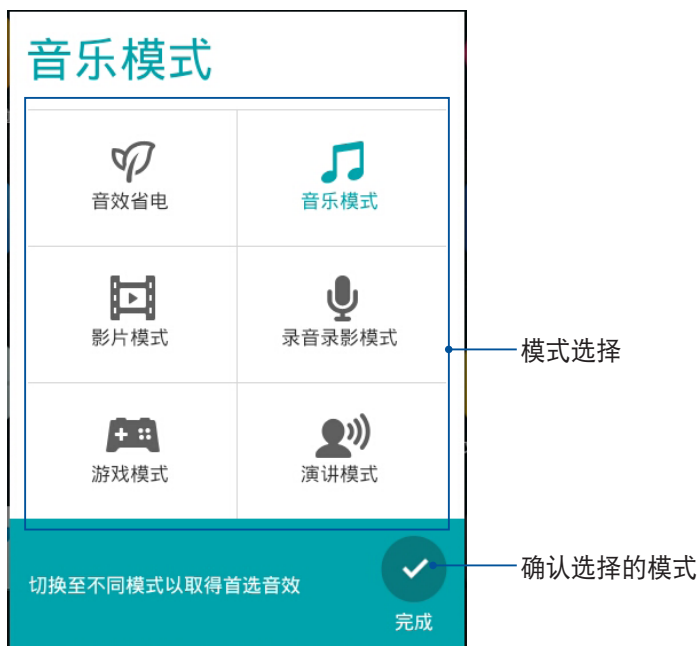 音乐模式
音效省电
音乐模式
影片模式
录音录影模式
模式选择
游戏模式
演讲模式
切换至不同模式以取得首选音效
确认选择的模式
完成